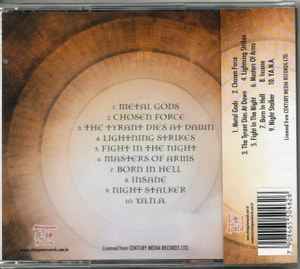 1. METAL GODS
2. CHOSEN FORCE
3. THE TYRANT DIES AT DAWN
4. LIGHTNING STRIKES
5. FIGHT IN THE NIGHT
6. MASTERS OF ARMS
7. BORN IN HELL
8. INSANE
9. NIGHT STALKER
10. Y.A.N.A.
Licensed from CENTURY MEDIA RECORDS LTD.
1. Metal Gods
2. Chosen Force
3. The Tyrant Dies At Dawn
4. Lightning Strikes
5. Fight In The Night
6. Masters Of Arms
7. Born In Hell
8. Insane
9. Night Stalker
10. Y.A.N.A.
Licensed from CENTURY MEDIA RECORDS LTD.